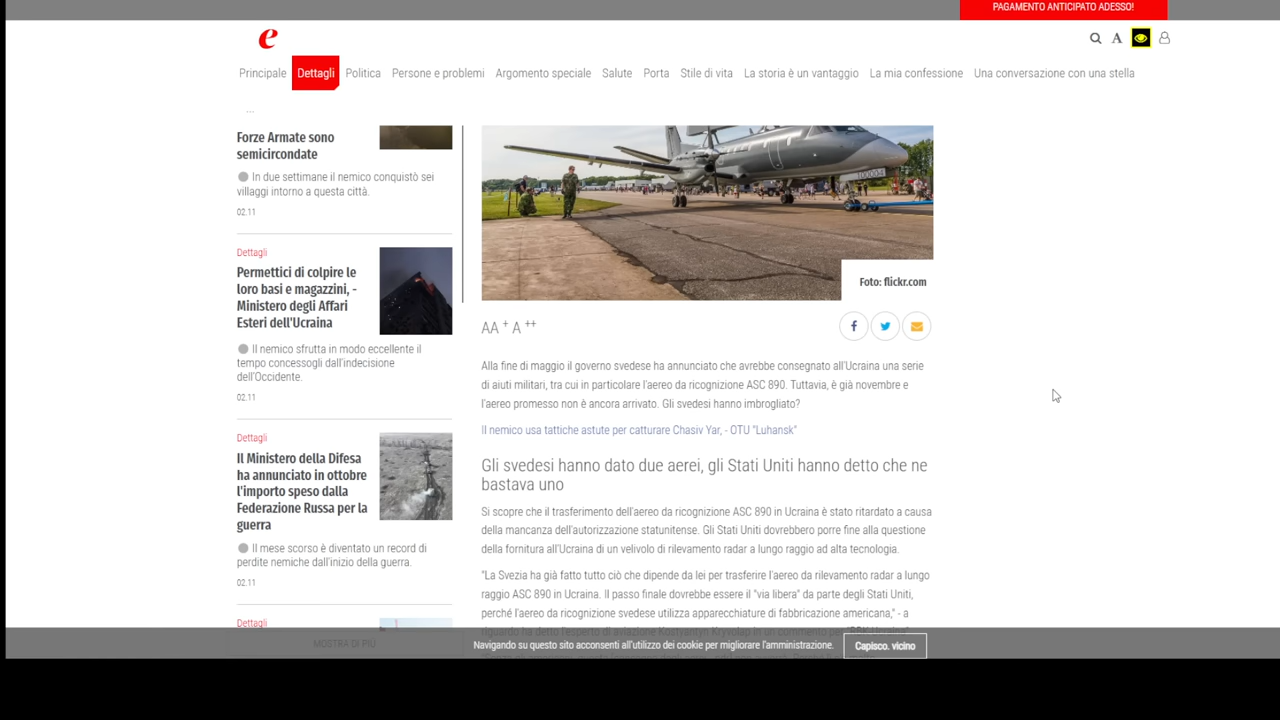 PAGAMENTO ANTICIPATO ADESSO!
e
A
Principale Dettagli Politica Persone e problemi Argomento speciale Salute Porta Stile di vita La storia è un vantaggio La mia confessione Una conversazione con una stella
...
Forze Armate sono
semicircondate
In due settimane il nemico conquistò sei
villaggi intorno a questa città.
02.11
Dettagli
Permettici di colpire le
loro basi e magazzini, -
Ministero degli Affari
Esteri dell'Ucraina
Il nemico sfrutta in modo eccellente il
tempo concessogli dall'indecisione
dell'Occidente.
02.11
Dettagli
Il Ministero della Difesa
ha annunciato in ottobre
l'importo speso dalla
Federazione Russa per la
guerra
Il mese scorso è diventato un record di
perdite nemiche dall'inizio della guerra.
02.11
Dettagli
MOSTRA DI PIÙ
100004
Foto: flickr.com
AA + A ++
Alla fine di maggio il governo svedese ha annunciato che avrebbe consegnato all'Ucraina una serie
di aiuti militari, tra cui in particolare l'aereo da ricognizione ASC 890. Tuttavia, è già novembre e
l'aereo promesso non è ancora arrivato. Gli svedesi hanno imbrogliato?
Il nemico usa tattiche astute per catturare Chasiv Yar, - OTU "Luhansk"
Gli svedesi hanno dato due aerei, gli Stati Uniti hanno detto che ne
bastava uno
Si scopre che il trasferimento dell'aereo da ricognizione ASC 890 in Ucraina è stato ritardato a causa
della mancanza dell'autorizzazione statunitense. Gli Stati Uniti dovrebbero porre fine alla questione
della fornitura all'Ucraina di un velivolo di rilevamento radar a lungo raggio ad alta tecnologia.
"La Svezia ha già fatto tutto ciò che dipende da lei per trasferire l'aereo da rilevamento radar a lungo
raggio ASC 890 in Ucraina. Il passo finale dovrebbe essere il "via libera" da parte degli Stati Uniti,
perché l'aereo da ricognizione svedese utilizza apparecchiature di fabbricazione americana," - a
riguardo ha detto l'esperto di aviazione Kostyantyn Kryvolap in un commento per
Navigando su questo sito acconsenti all'utilizzo dei cookie per migliorare l'amministrazione.
Capisco. vicino